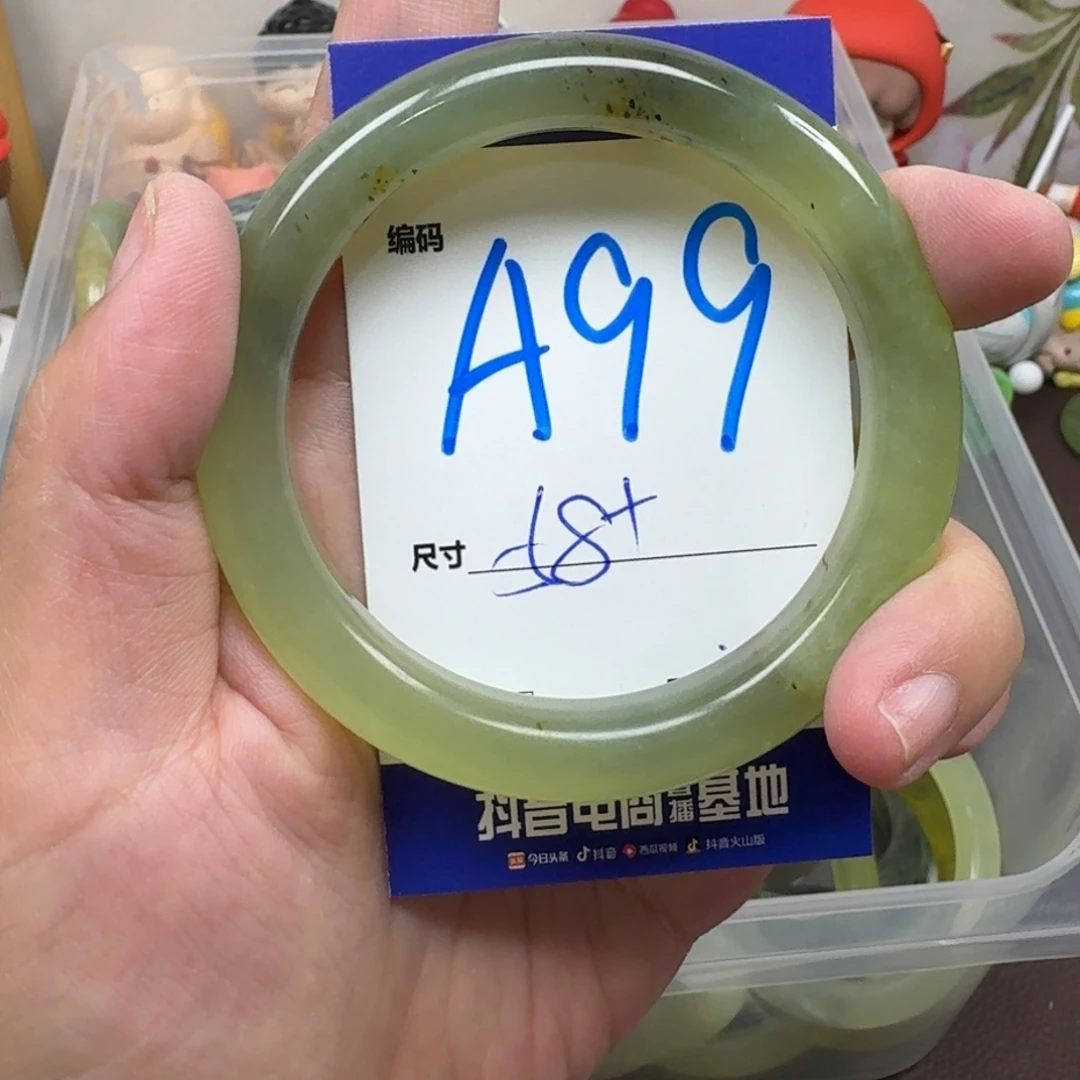 编码
A99
尺寸 58+
抖音电商直播基地
今日头条 抖音 西瓜视频 抖音火山版